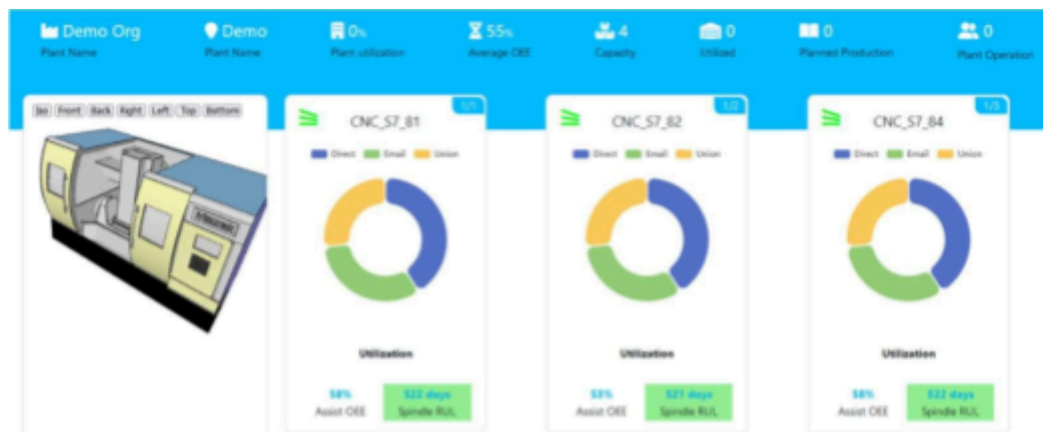 Demo Org
Plant Name
Demo
Plant Name
0%
Plant utilization
55%
Average OEE
4
Capacity
0
Utilized
0
Planned Production
0
Plant Operation
Iso Front Back Right Left Top Bottom
1/1
CNC_S7_81
Direct Email Union
Utilization
58%
Assist OEE
522 days
Spindle RUL
1/2
CNC_S7_82
Direct Email Union
Utilization
53%
Assist OEE
521 days
Spindle RUL
1/3
CNC_S7_84
Direct Email Union
Utilization
58%
Assist OEE
522 days
Spindle RUL